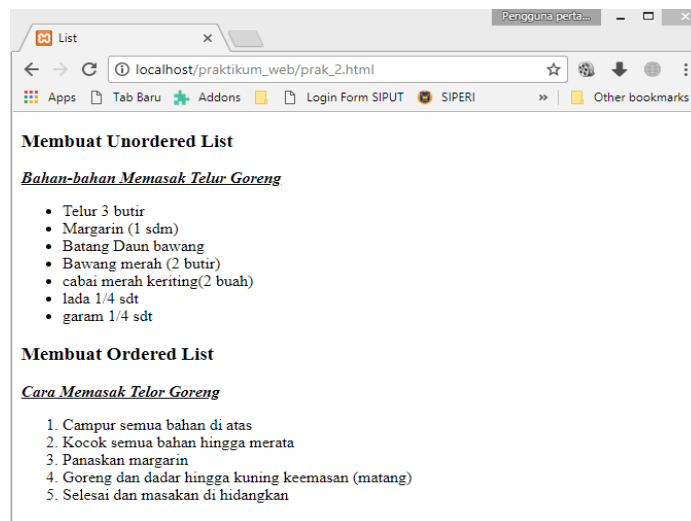 Pengguna perta...
List
localhost/praktikum_web/prak_2.html
Apps Tab Baru Addons Login Form SIPUT SIPERI » Other bookmarks
Membuat Unordered List
Bahan-bahan Memasak Telur Goreng
• Telur 3 butir
• Margarin (1 sdm)
• Batang Daun bawang
• Bawang merah (2 butir)
• cabai merah keriting(2 buah)
• lada 1/4 sdt
• garam 1/4 sdt
Membuat Ordered List
Cara Memasak Telor Goreng
1. Campur semua bahan di atas
2. Kocok semua bahan hingga merata
3. Panaskan margarin
4. Goreng dan dadar hingga kuning keemasan (matang)
5. Selesai dan masakan di hidangkan